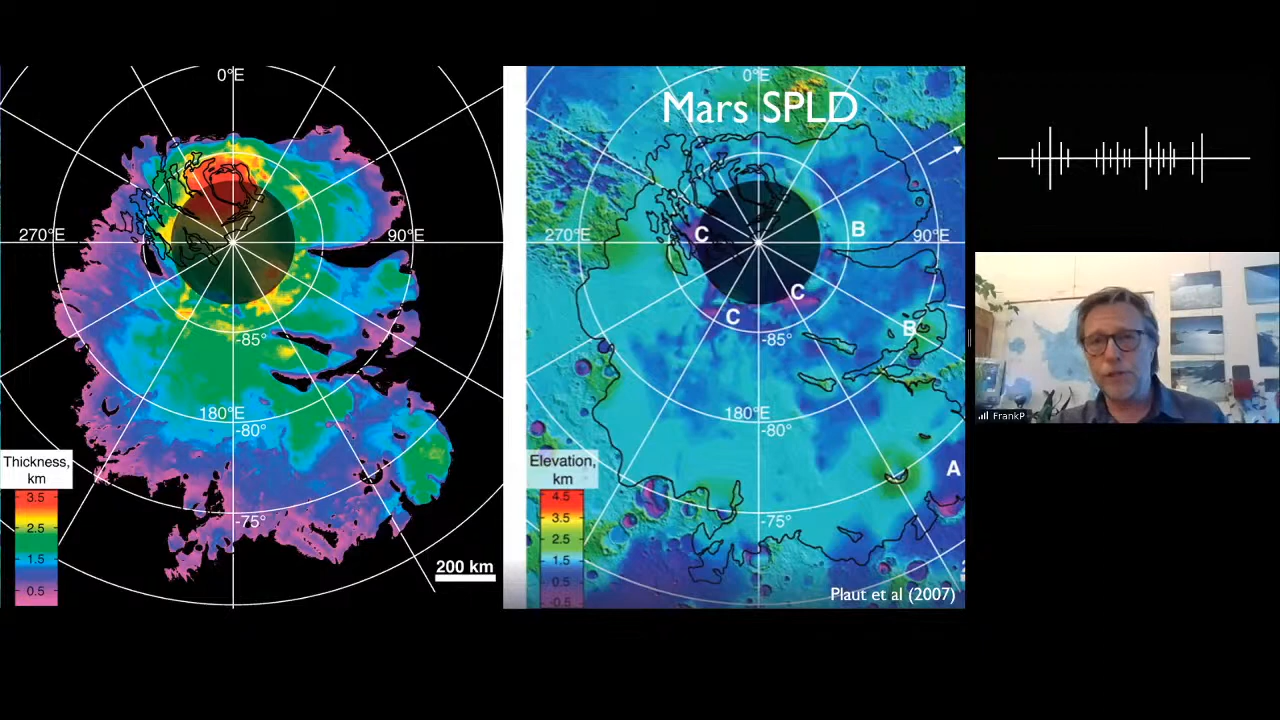 0°E
270°E
90°E
-85°
180°E
-80°
-75°
Thickness,
km
3.5
2.5
1.5
0.5
200 km
Mars SPLD
0°E
270°E
90°E
B
C
C
C
B
-85°
180°E
-80°
A
-75°
Elevation,
km
4.5
3.5
2.5
1.5
0.5
-0.5
2
Plaut et al (2007)
FrankP